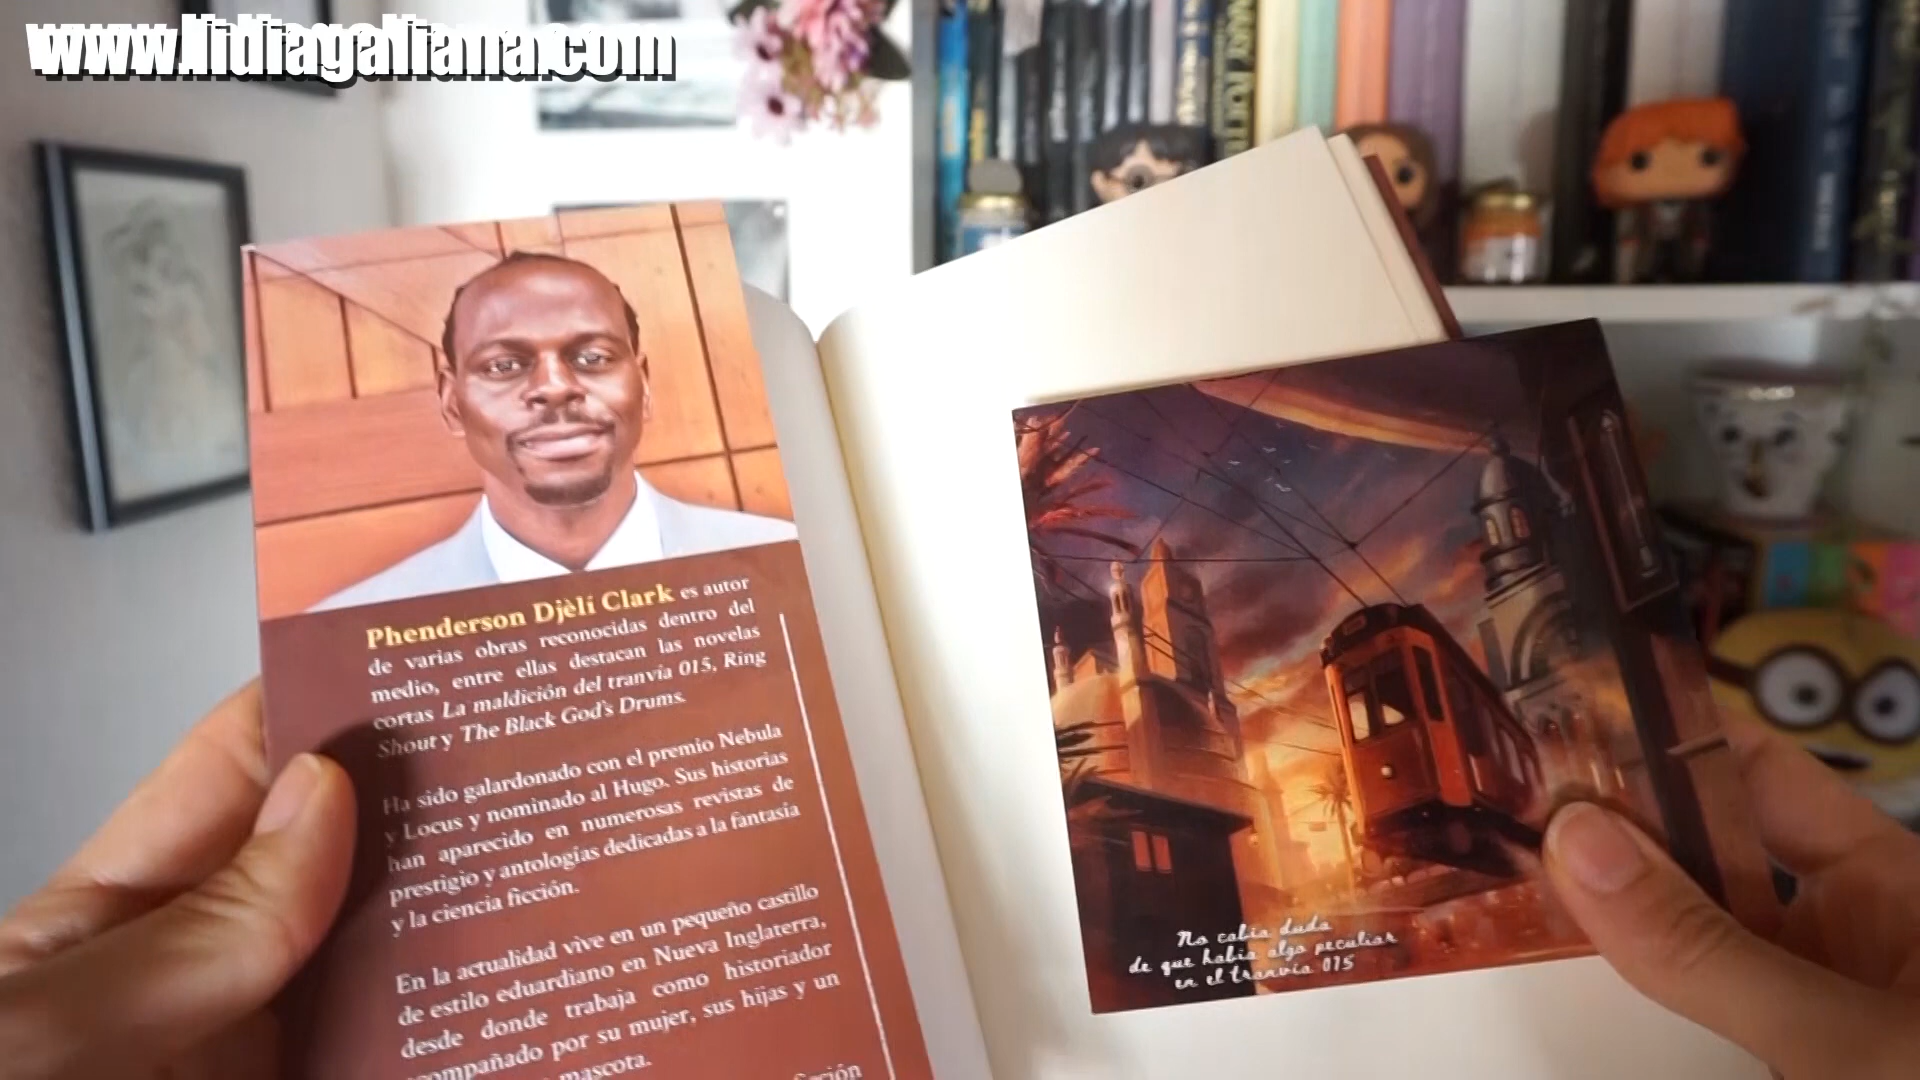 www.lidiagaliana.com
Phenderson Djèlí Clark es autor
de varias obras reconocidas dentro del
medio, entre ellas destacan las novelas
cortas La maldición del tranvía 015, Ring
Shout y The Black God's Drums.
Ha sido galardonado con el premio Nebula
y Locus y nominado al Hugo. Sus historias
han aparecido en numerosas revistas de
prestigio y antologías dedicadas a la fantasía
y la ciencia ficción.
En la actualidad vive en un pequeño castillo
de estilo eduardiano en Nueva Inglaterra,
desde donde trabaja como historiador
acompañado por su mujer, sus hijas y un
mascota.
No cabía duda
de que había algo peculiar
en el tranvía 015